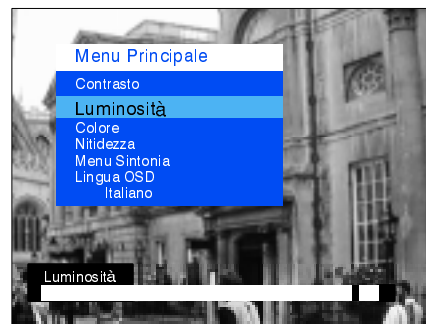 Menu Principale
Contrasto
Luminosità
Colore
Nitidezza
Menu Sintonia
Lingua OSD
Italiano
Luminosità